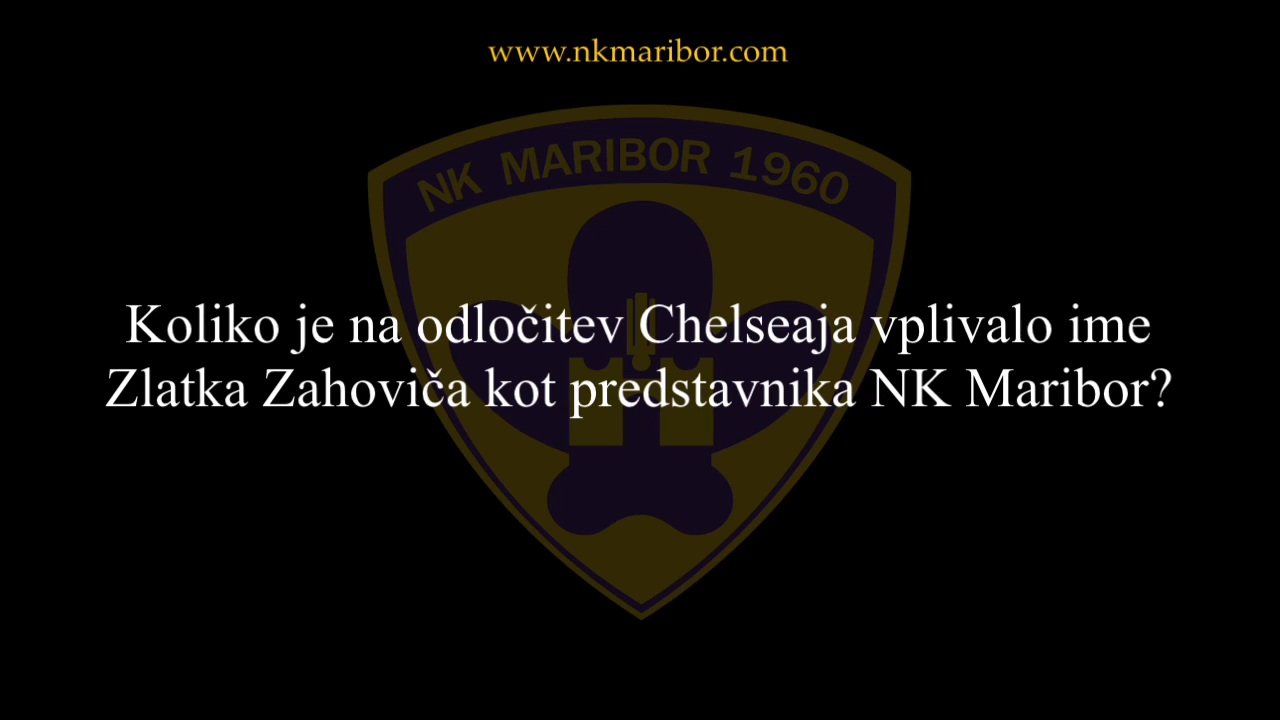 www.nkmaribor.com
NK MARIBOR 1960
Koliko je na odločitev Chelseaja vplivalo ime
Zlatka Zahoviča kot predstavnika NK Maribor?